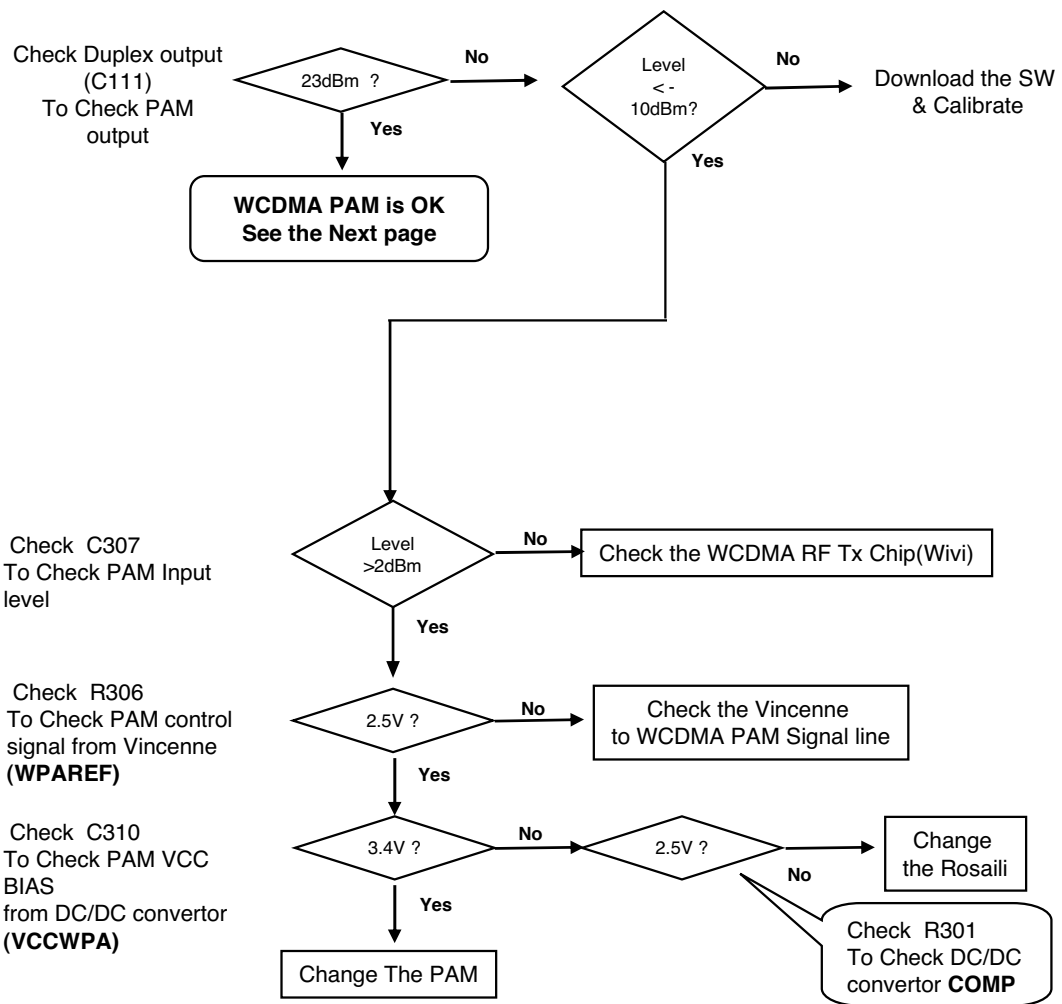 Check Duplex output
(C111)
To Check PAM
output
23dBm ?
No
Yes
Level
< -
10dBm?
No
Yes
Download the SW
& Calibrate
WCDMA PAM is OK
See the Next page
Check C307
To Check PAM Input
level
Level
>2dBm
No
Yes
Check the WCDMA RF Tx Chip(Wivi)
Check R306
To Check PAM control
signal from Vincenne
(WPAREF)
2.5V ?
No
Yes
Check the Vincenne
to WCDMA PAM Signal line
Check C310
To Check PAM VCC
BIAS
from DC/DC convertor
(VCCWPA)
3.4V ?
No
Yes
2.5V ?
No
Change
the Rosaili
Change The PAM
Check R301
To Check DC/DC
convertor COMP